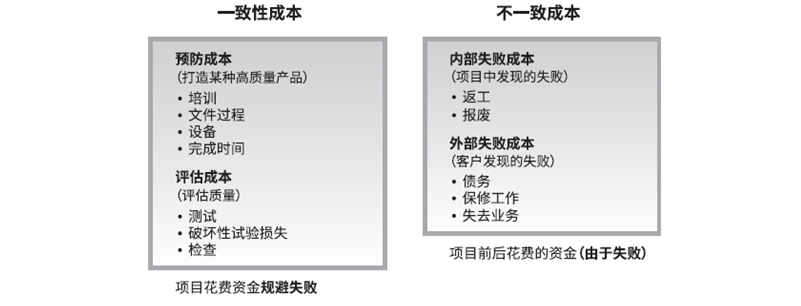 一致性成本
预防成本
（打造某种高质量产品）
• 培训
• 文件过程
• 设备
• 完成时间
评估成本
（评估质量）
• 测试
• 破坏性试验损失
• 检查
项目花费资金规避失败
不一致成本
内部失败成本
（项目中发现的失败）
• 返工
• 报废
外部失败成本
（客户发现的失败）
• 债务
• 保修工作
• 失去业务
项目前后花费的资金（由于失败）